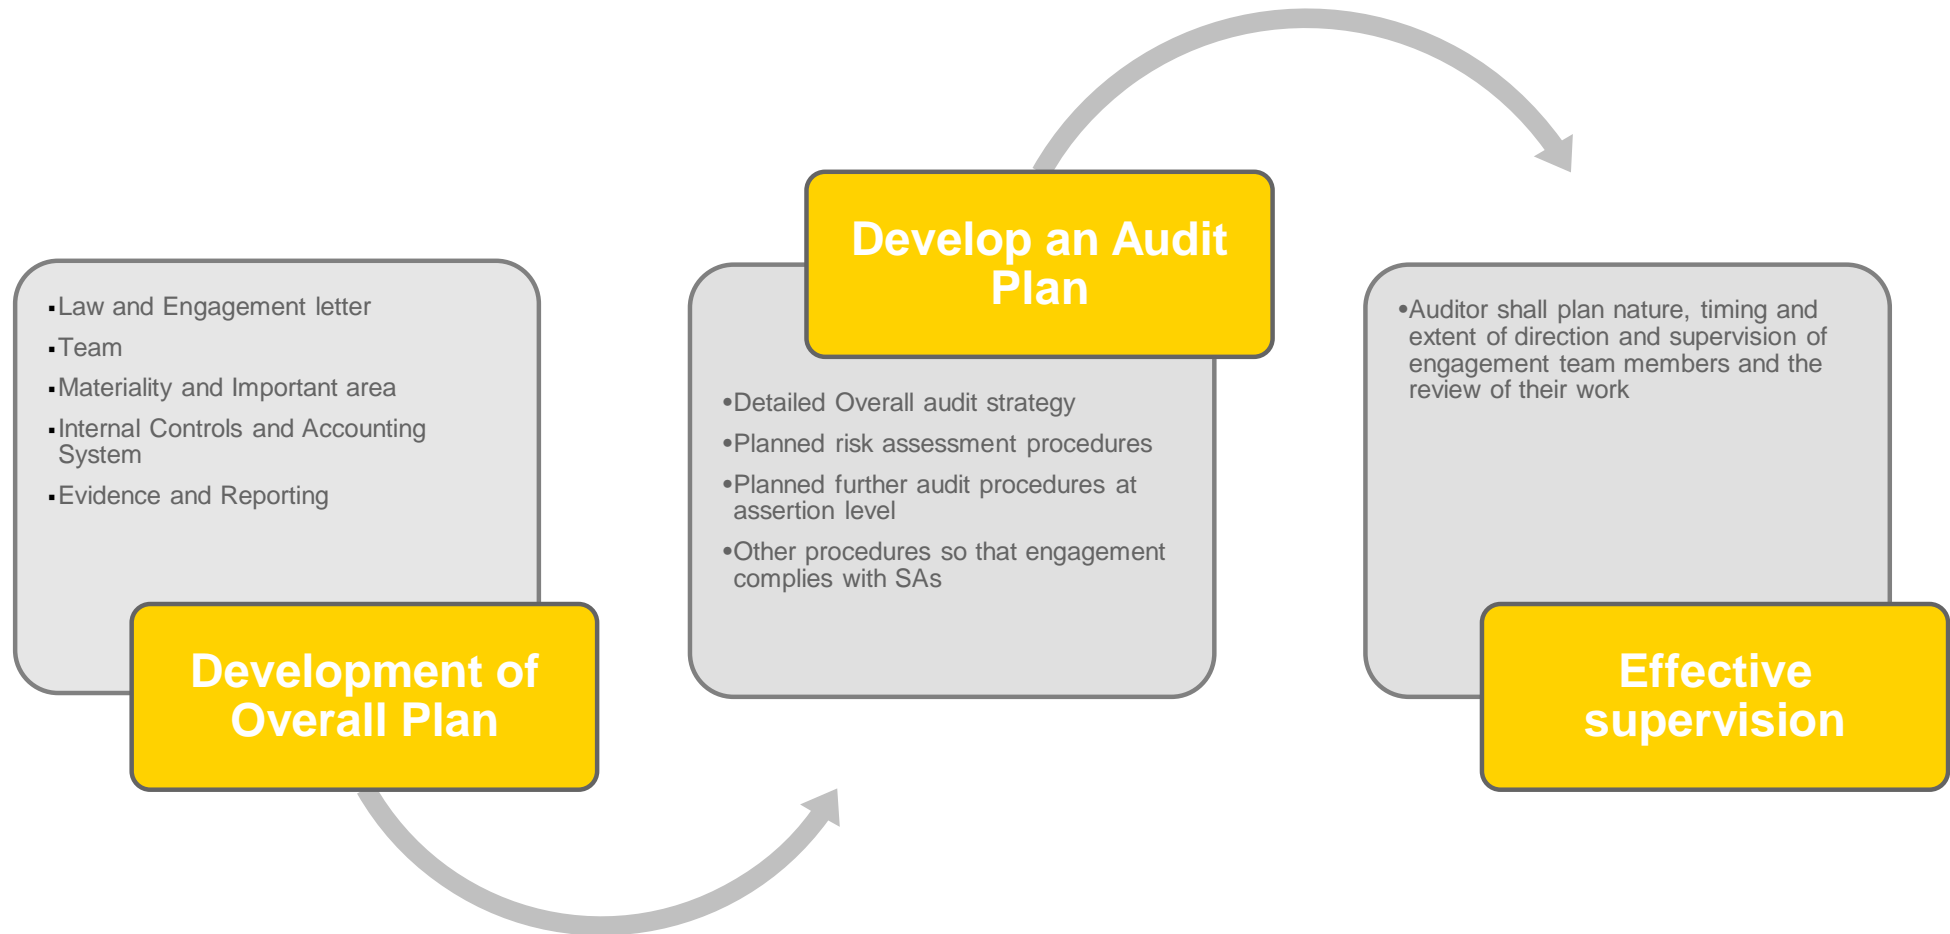 ▪Law and Engagement letter
▪Team
▪Materiality and Important area
▪Internal Controls and Accounting
System
▪Evidence and Reporting
Development of
Overall Plan
Develop an Audit
Plan
•Detailed Overall audit strategy
•Planned risk assessment procedures
•Planned further audit procedures at
assertion level
•Other procedures so that engagement
complies with SAs
•Auditor shall plan nature, timing and
extent of direction and supervision of
engagement team members and the
review of their work
Effective
supervision